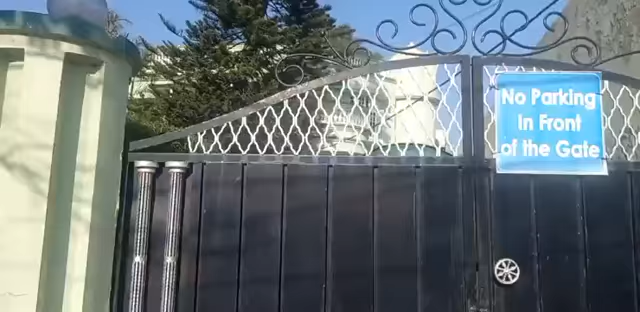 No Parking
In Front
of the Gate